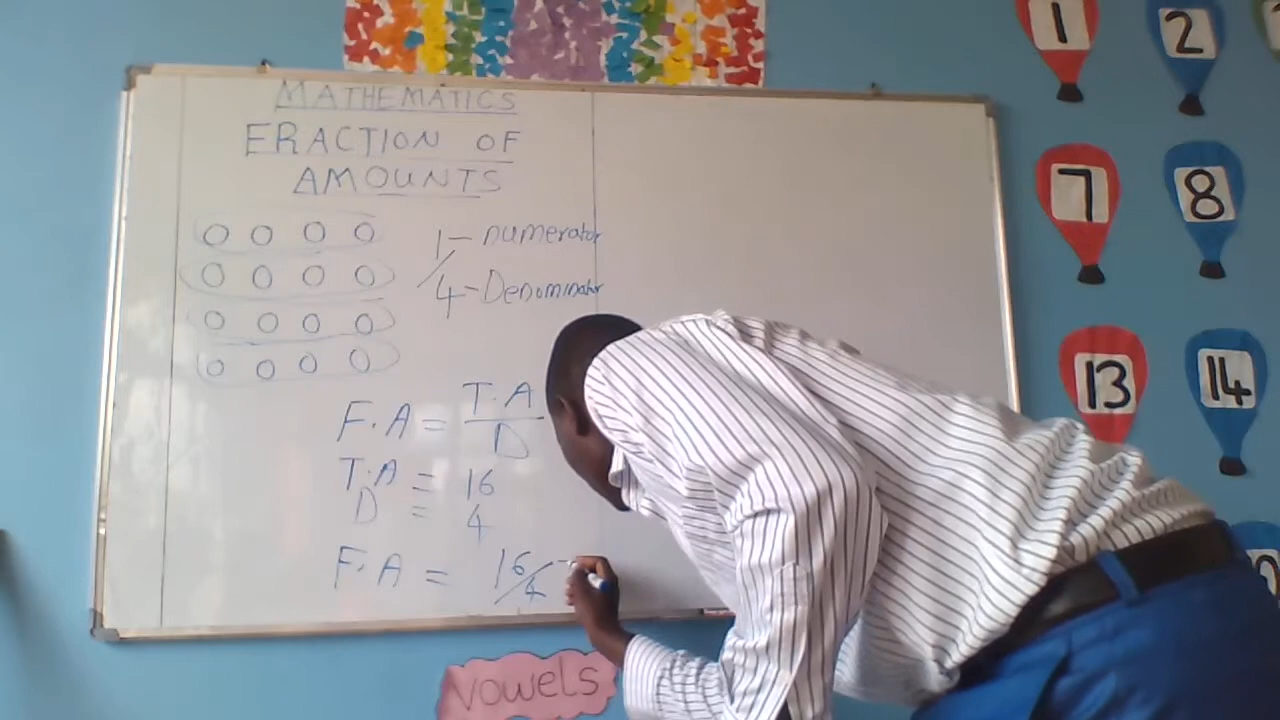 MATHEMATICS
FRACTION OF
AMOUNTS
1 – numerator
4 – Denominator
F.A = T.A / D
T.A = 16
D = 4
F.A = 16/4 =
VOWELS
1 2
7 8
13 14